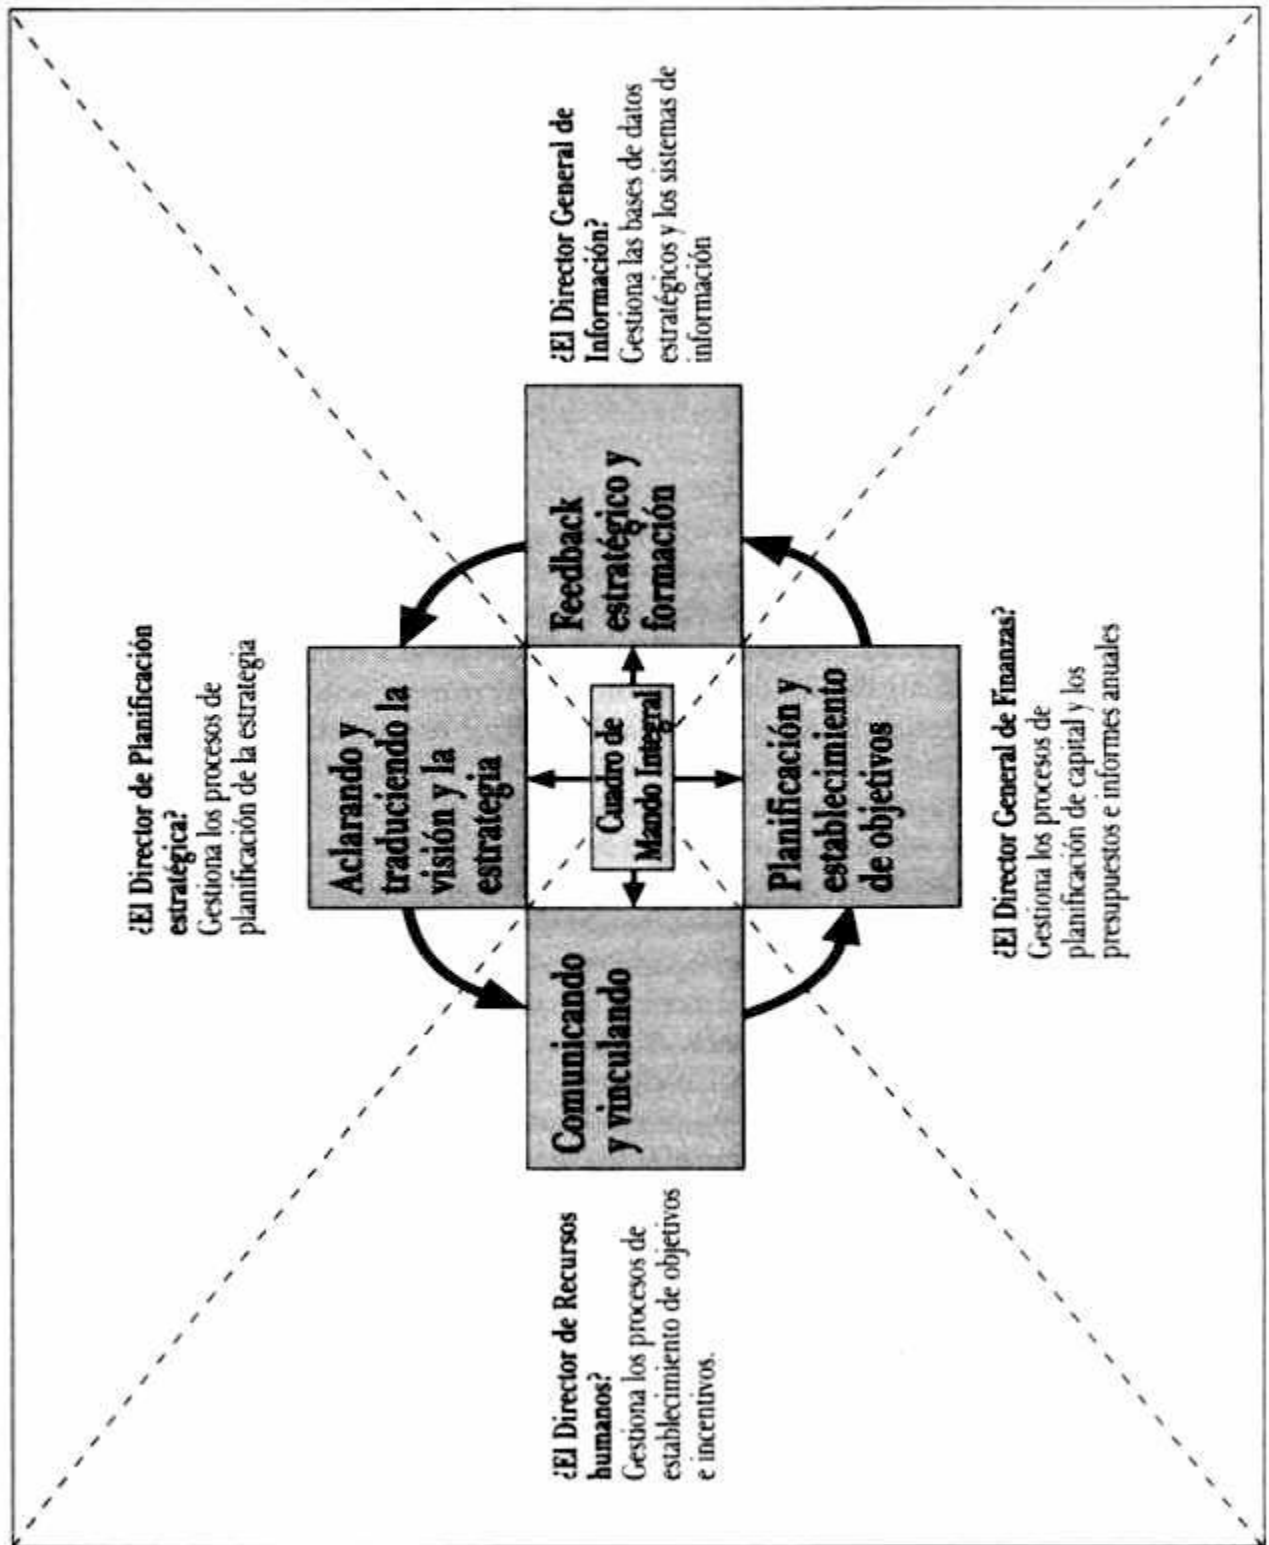 ¿El Director de Planificación
estratégica?
Gestiona los procesos de
planificación de la estrategia
Aclarando y
traduciendo la
visión y la
estrategia
¿El Director de Recursos
humanos?
Gestiona los procesos de
establecimiento de objetivos
e incentivos.
Comunicando
y vinculando
Cuadro de
Mando Integral
Feedback
estratégico y
formación
¿El Director General de
Información?
Gestiona las bases de datos
estratégicos y los sistemas de
información
Planificación y
establecimiento
de objetivos
¿El Director General de Finanzas?
Gestiona los procesos de
planificación de capital y los
presupuestos e informes anuales